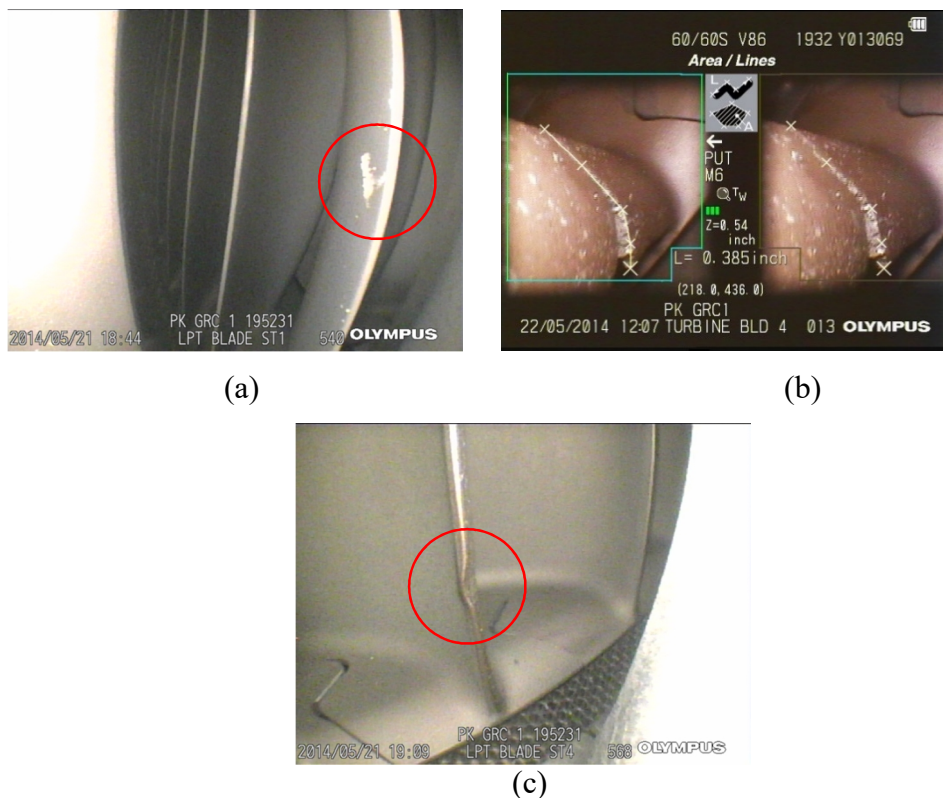 PK GRC 1 195231
2014/05/21 18:44 LPT BLADE ST1 540 OLYMPUS
(a)
60/60S V86 1932 Y013069
Area / Lines
L
A
PUT
M6
TW
Z=0.54
inch
L= 0.385inch
(218.0, 436.0)
PK GRC1
22/05/2014 12:07 TURBINE BLD 4 013 OLYMPUS
(b)
PK GRC 1 195231
2014/05/21 19:09 LPT BLADE ST4 568 OLYMPUS
(c)